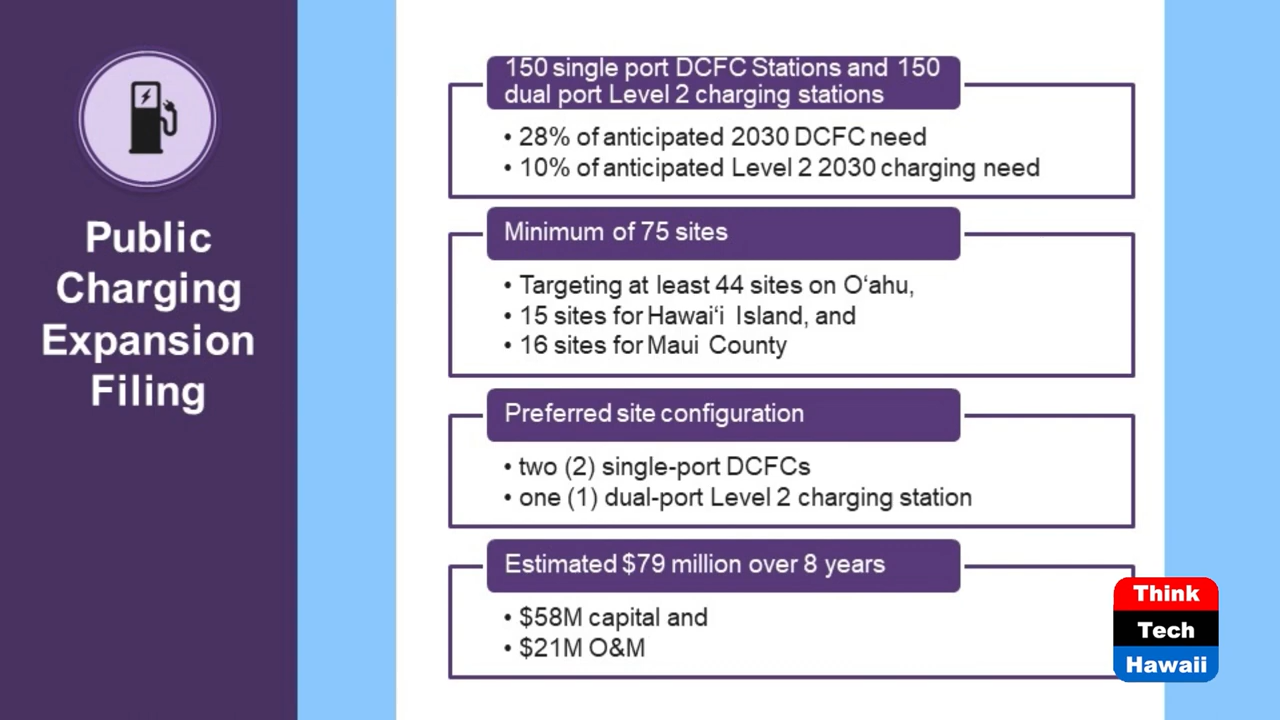 Public
Charging
Expansion
Filing
150 single port DCFC Stations and 150
dual port Level 2 charging stations
• 28% of anticipated 2030 DCFC need
• 10% of anticipated Level 2 2030 charging need
Minimum of 75 sites
• Targeting at least 44 sites on Oʻahu,
• 15 sites for Hawaiʻi Island, and
• 16 sites for Maui County
Preferred site configuration
• two (2) single-port DCFCs
• one (1) dual-port Level 2 charging station
Estimated $79 million over 8 years
• $58M capital and
• $21M O&M
Think
Tech
Hawaii